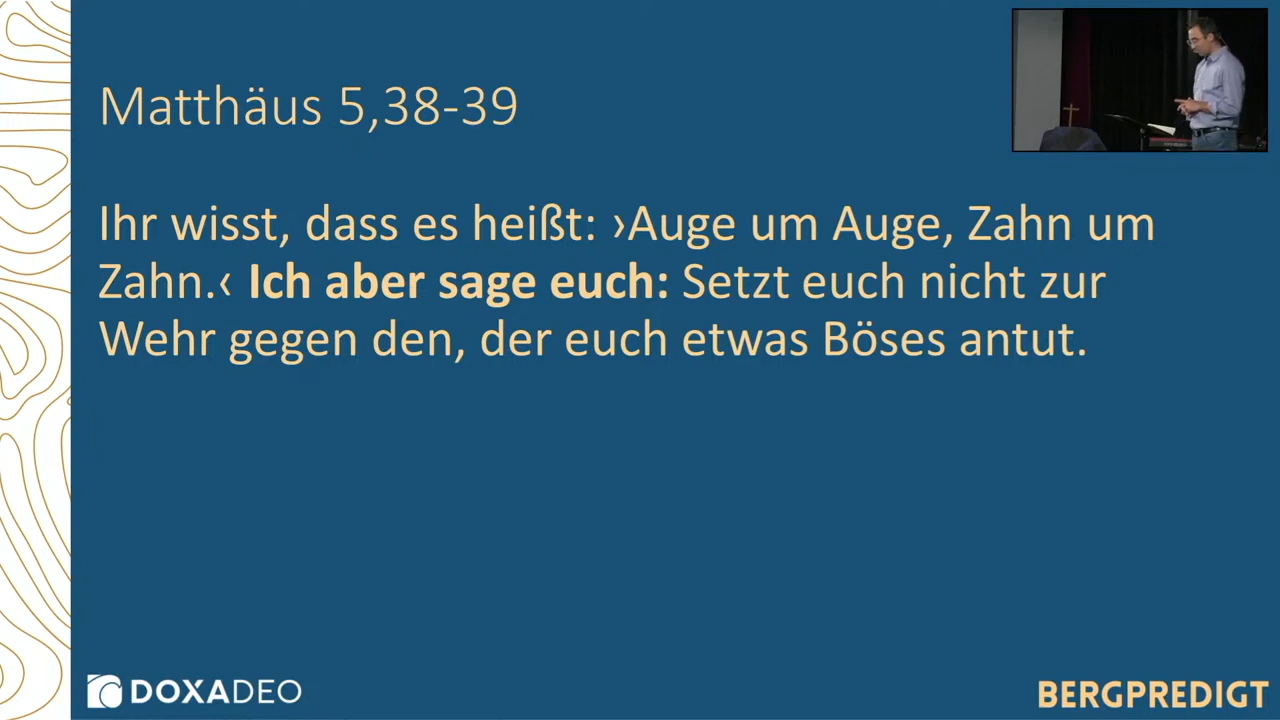 Matthäus 5,38-39
Ihr wisst, dass es heißt: ›Auge um Auge, Zahn um
Zahn.‹ Ich aber sage euch: Setzt euch nicht zur
Wehr gegen den, der euch etwas Böses antut.
DOXADEO
BERGPREDIGT